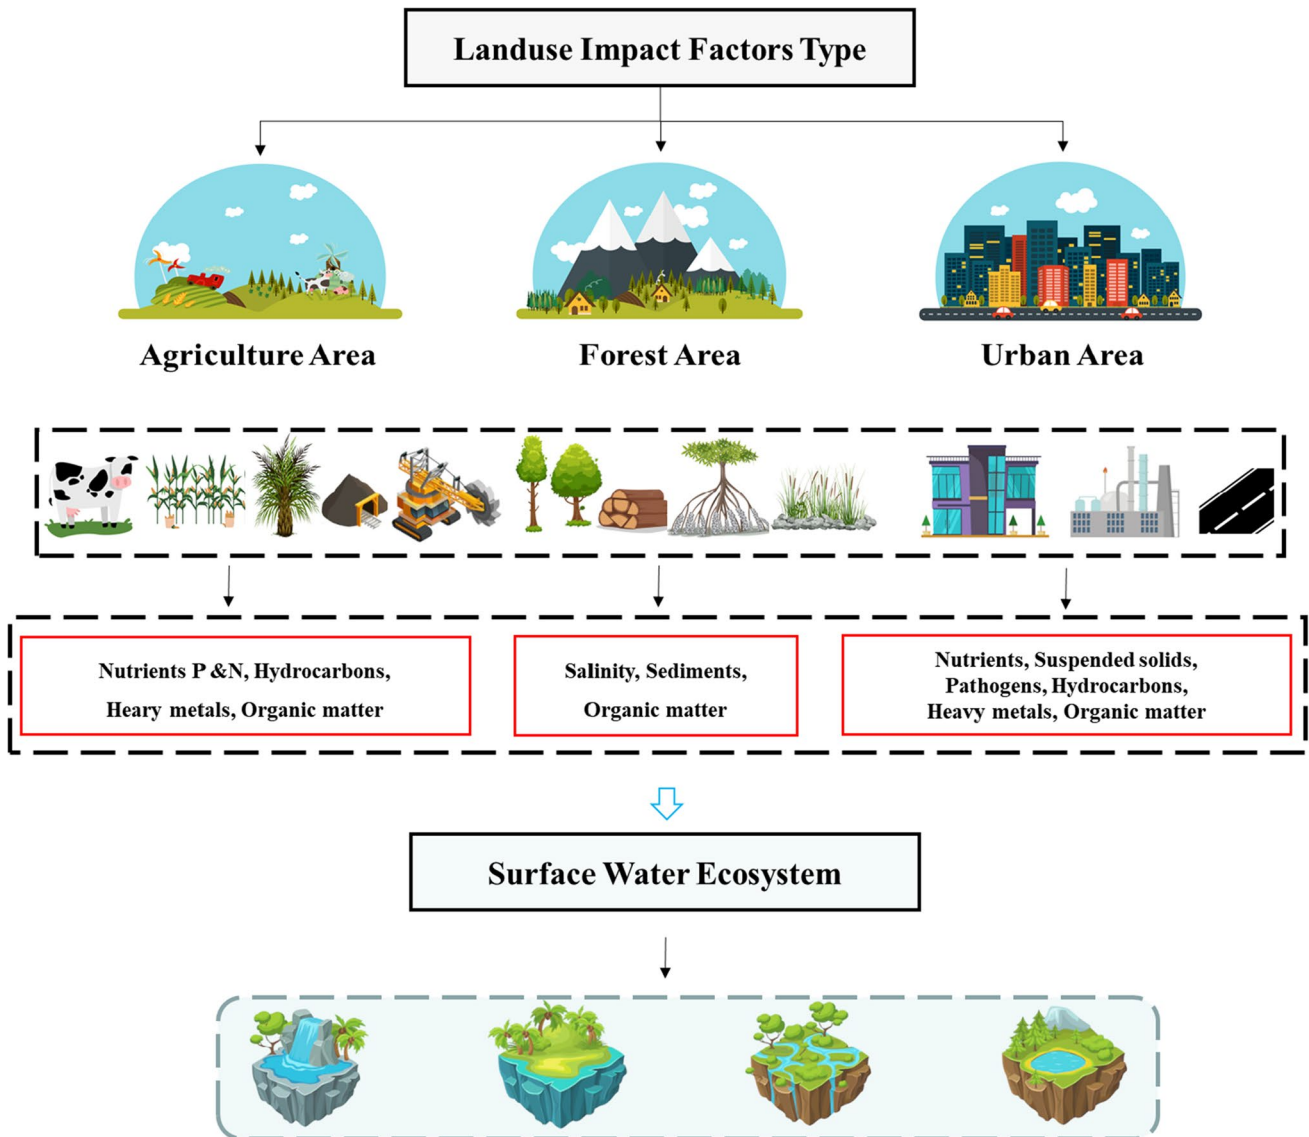 Landuse Impact Factors Type
Agriculture Area
Forest Area
Urban Area
Nutrients P &N, Hydrocarbons,
Heary metals, Organic matter
Salinity, Sediments,
Organic matter
Nutrients, Suspended solids,
Pathogens, Hydrocarbons,
Heavy metals, Organic matter
Surface Water Ecosystem